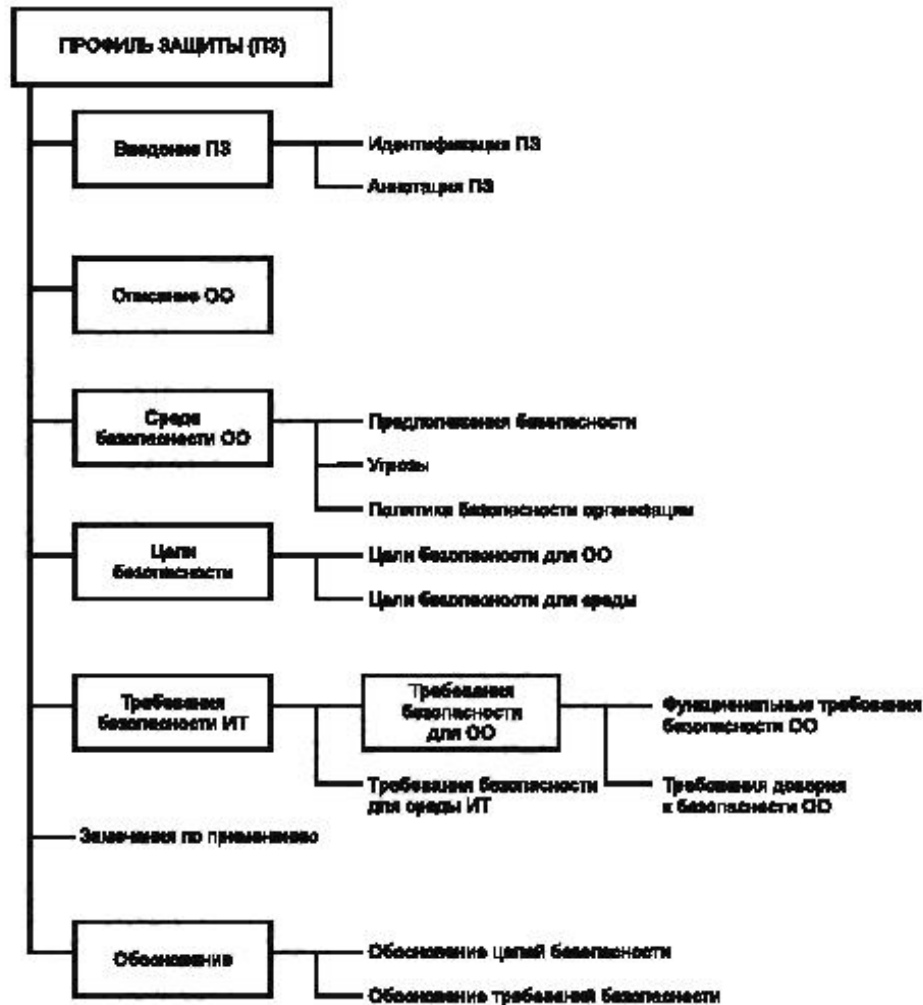 ПРОФИЛЬ ЗАЩИТЫ (ПЗ)
Введение ПЗ
Идентификация ПЗ
Аннотация ПЗ
Описание ОО
Среда
безопасности ОО
Предположения безопасности
Угрозы
Политика безопасности организации
Цели
безопасности
Цели безопасности для ОО
Цели безопасности для среды
Требования
безопасности ИТ
Требования
безопасности
для ОО
Функциональные требования
безопасности ОО
Требования доверия
к безопасности ОО
Требования безопасности
для среды ИТ
Замечания по применению
Обоснование
Обоснование целей безопасности
Обоснование требований безопасности